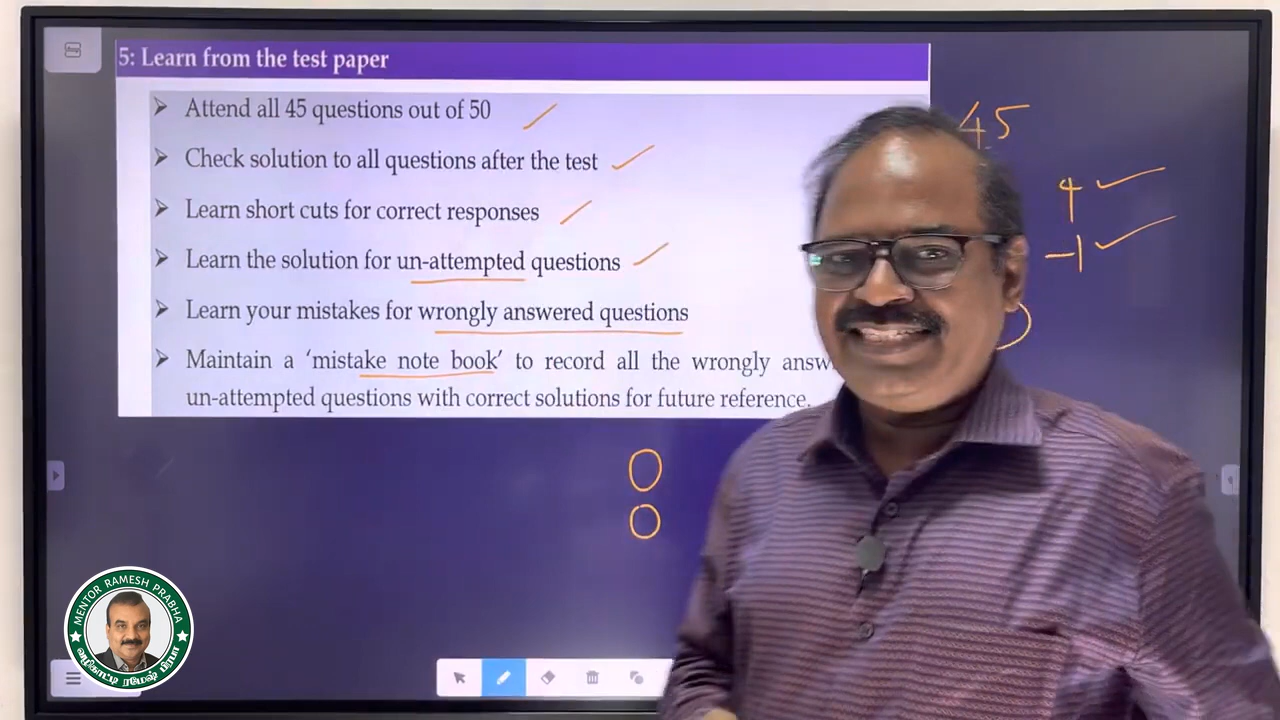 5: Learn from the test paper
➢ Attend all 45 questions out of 50
➢ Check solution to all questions after the test
➢ Learn short cuts for correct responses
➢ Learn the solution for un-attempted questions
➢ Learn your mistakes for wrongly answered questions
➢ Maintain a ‘mistake note book’ to record all the wrongly
un-attempted questions with correct solutions for future reference.
45
4
-1
0
0
MENTOR RAMESH PRABHA
வழிகாட்டி ரமேஷ் பிரபா